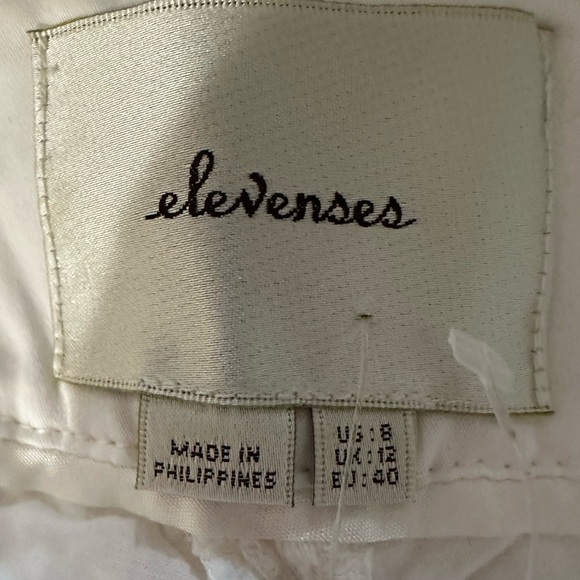 elevenses
MADE IN
PHILIPPINES
US : 8
UK : 12
EU : 40